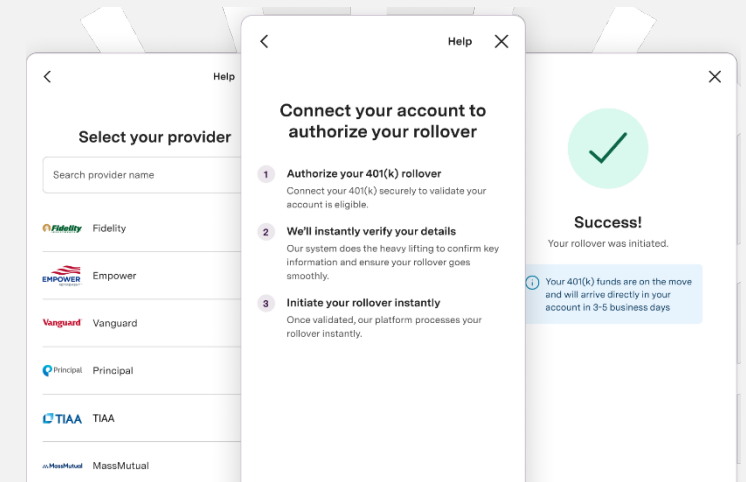 Help
Select your provider
Search provider name
Fidelity
Fidelity
EMPOWER
Empower
Vanguard
Vanguard
Principal
Principal
TIAA
TIAA
MassMutual
MassMutual
Help
Connect your account to
authorize your rollover
1 Authorize your 401(k) rollover
Connect your 401(k) securely to validate your
account is eligible.
2 We'll instantly verify your details
Our system does the heavy lifting to confirm key
information and ensure your rollover goes
smoothly.
3 Initiate your rollover instantly
Once validated, our platform processes your
rollover instantly.
Success!
Your rollover was initiated.
Your 401(k) funds are on the move
and will arrive directly in your
account in 3-5 business days